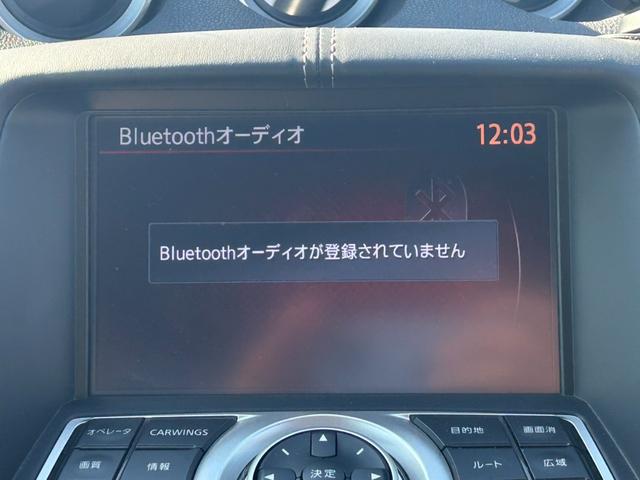 Bluetoothオーディオ 12:03
Bluetoothオーディオが登録されていません
オペレータ CARWINGS 目的地 画面消
画質 情報 決定 ルート 広域